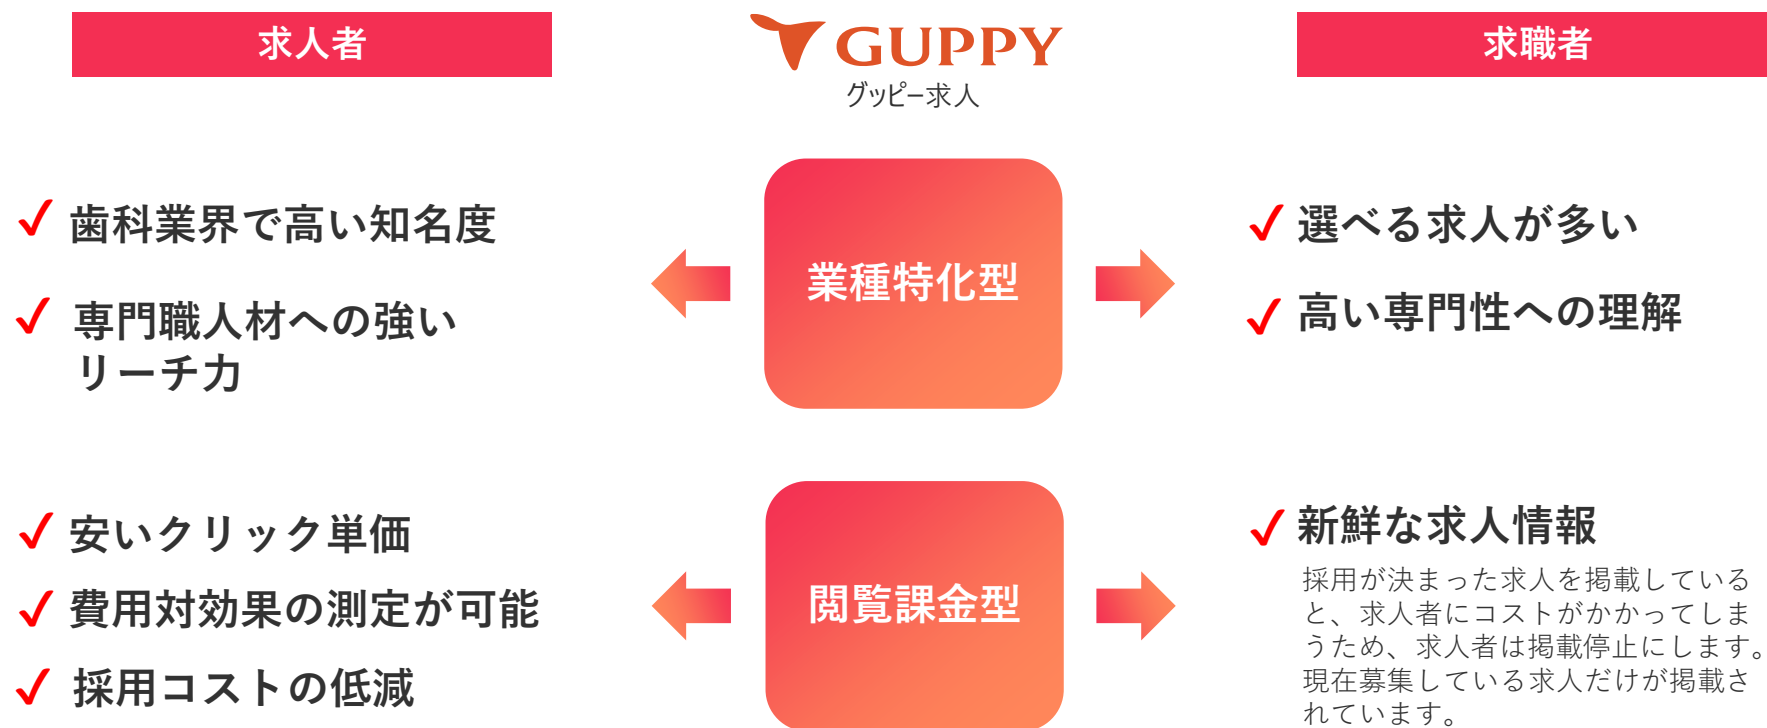 求人者
GUPPY
グッピー求人
求職者
歯科業界で高い知名度
専門職人材への強い
リーチ力
業種特化型
選べる求人が多い
高い専門性への理解
安いクリック単価
費用対効果の測定が可能
採用コストの低減
閲覧課金型
新鮮な求人情報
採用が決まった求人を掲載している
と、求人者にコストがかかってしま
うため、求人者は掲載停止にします。
現在募集している求人だけが掲載さ
れています。